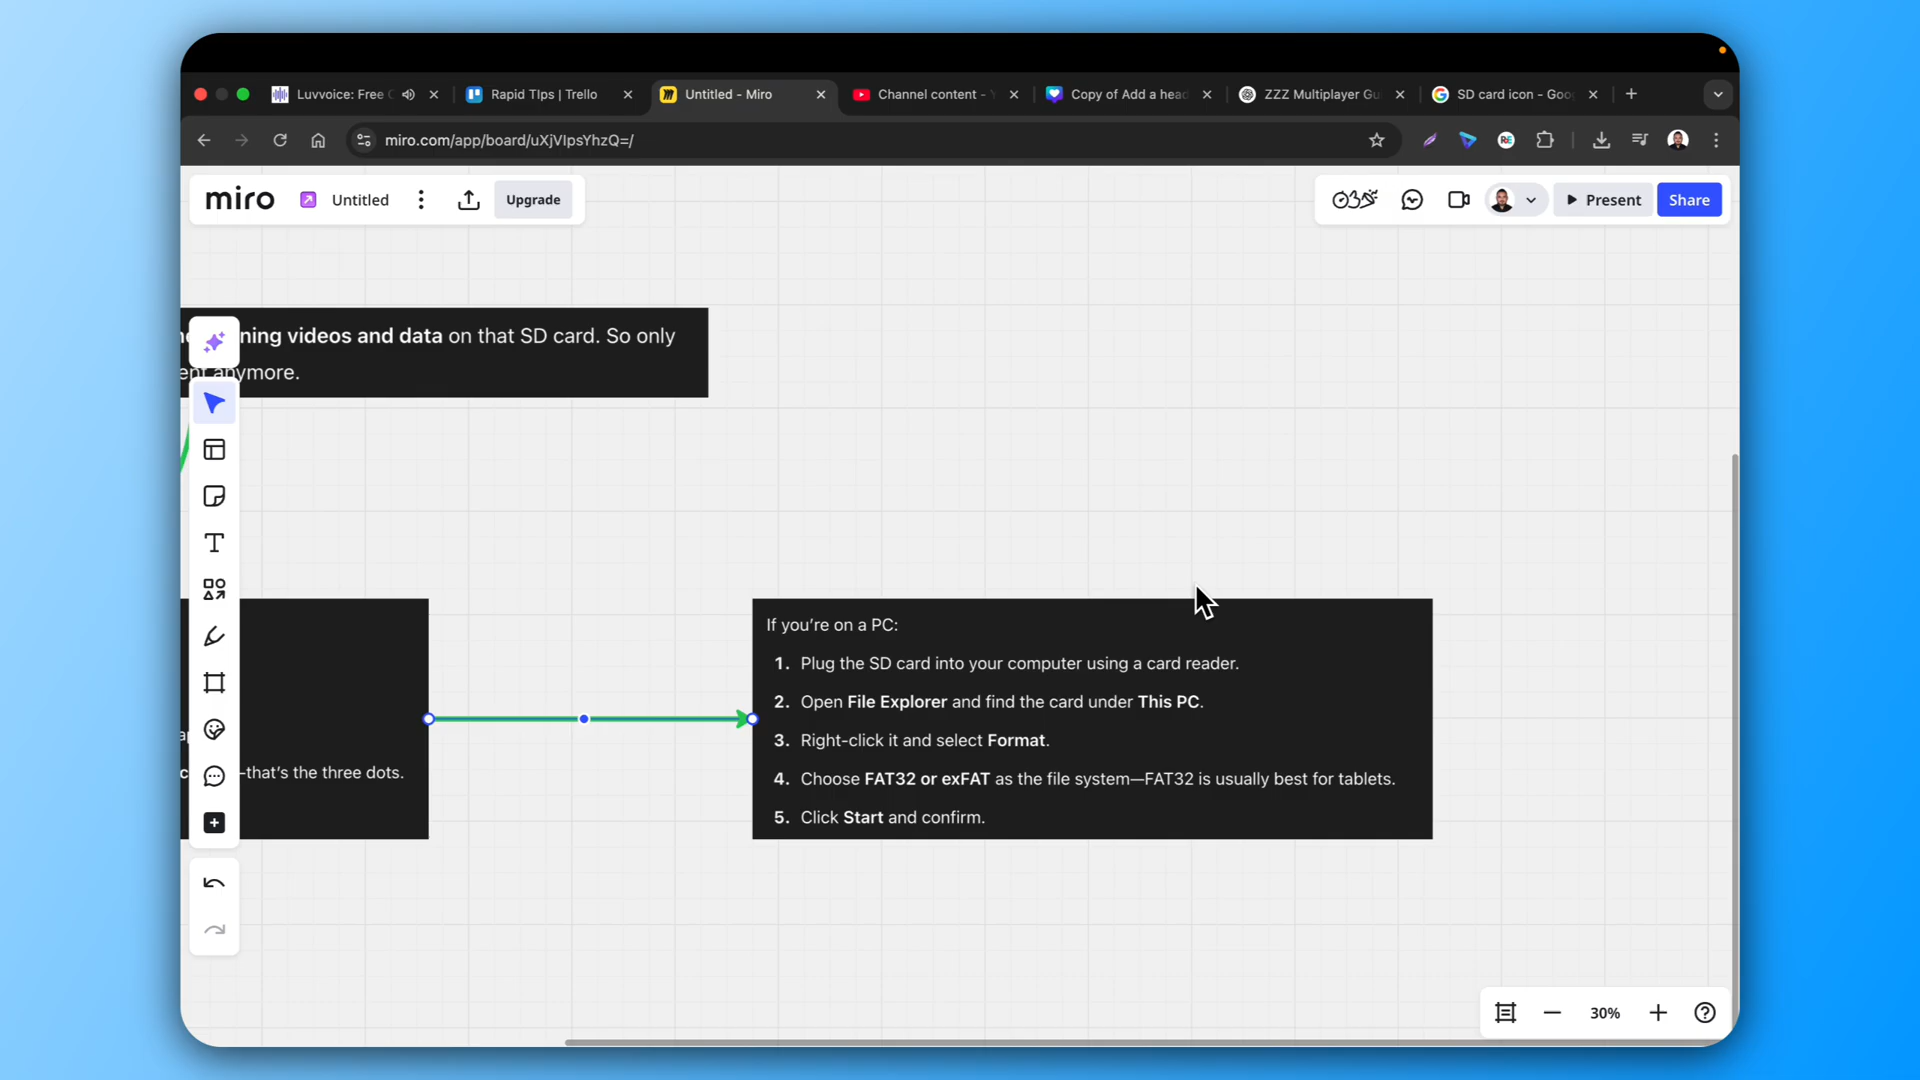 Luvvoice: Free
Rapid TIps | Trello
Untitled - Miro
Channel content -
Copy of Add a head
ZZZ Multiplayer Gu
SD card icon - Goo
miro.com/app/board/uXjVIpsYhzQ=/
miro
Untitled
Upgrade
Present
Share
ning videos and data on that SD card. So only
ent anymore.
-that's the three dots.
If you're on a PC:
1. Plug the SD card into your computer using a card reader.
2. Open File Explorer and find the card under This PC.
3. Right-click it and select Format.
4. Choose FAT32 or exFAT as the file system—FAT32 is usually best for tablets.
5. Click Start and confirm.
30%